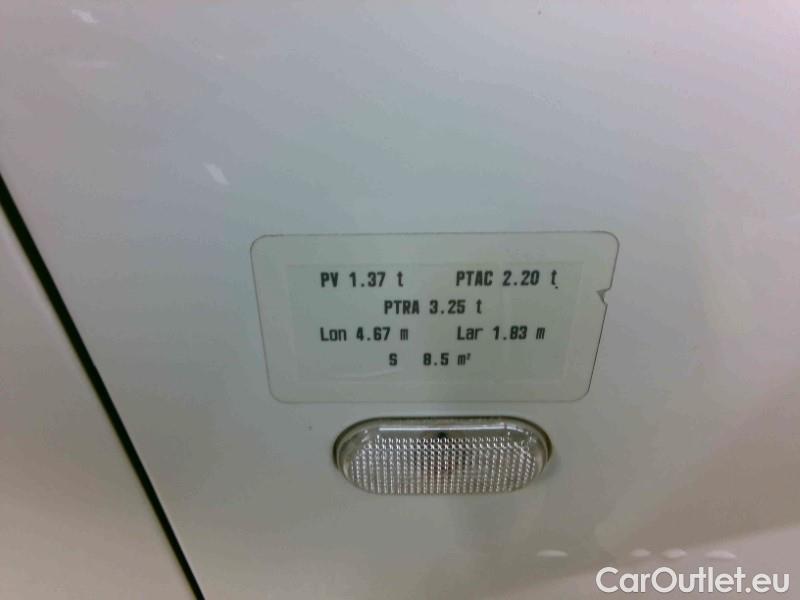 PV 1.37 t PTAC 2.20 t
PTRA 3.25 t
Lon 4.67 m Lar 1.83 m
S 8.5 m²
CarOutlet.eu